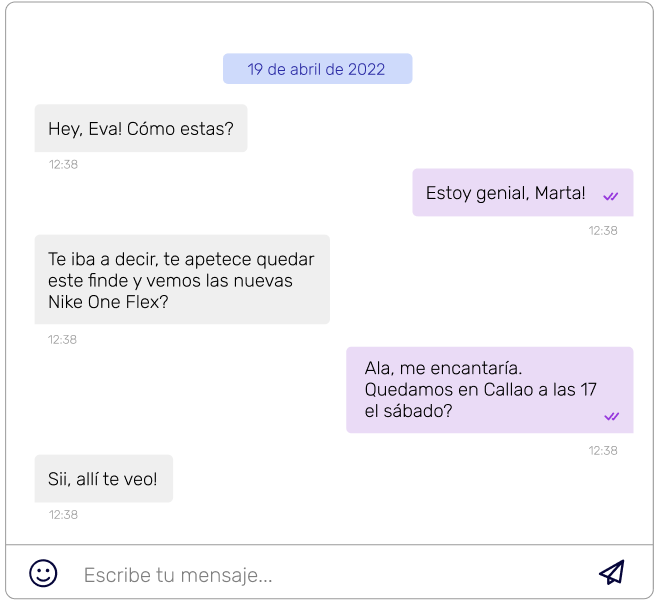 19 de abril de 2022
Hey, Eva! Cómo estas?
12:38
Estoy genial, Marta!
12:38
Te iba a decir, te apetece quedar
este finde y vemos las nuevas
Nike One Flex?
12:38
Ala, me encantaría.
Quedamos en Callao a las 17
el sábado?
12:38
Sii, allí te veo!
12:38
Escribe tu mensaje...